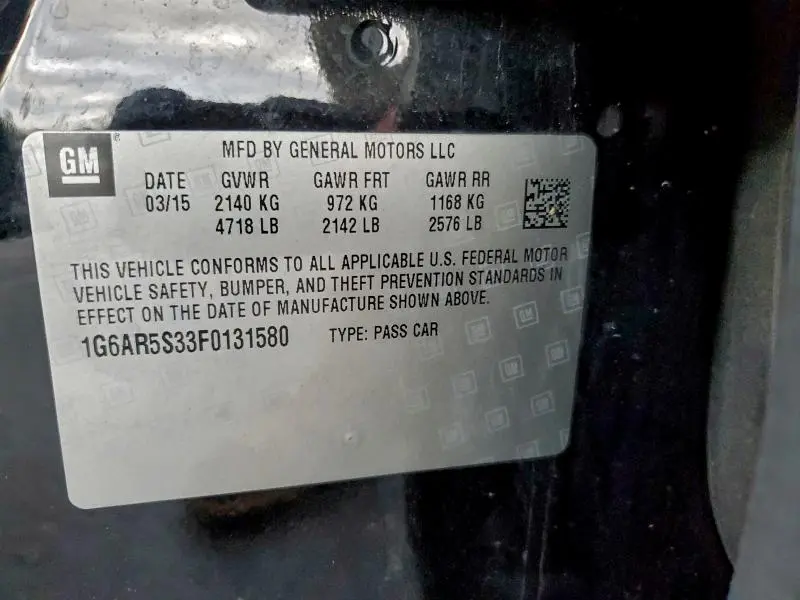 GM
MFD BY GENERAL MOTORS LLC
DATE GVWR GAWR FRT GAWR RR
03/15 2140 KG 972 KG 1168 KG
4718 LB 2142 LB 2576 LB
THIS VEHICLE CONFORMS TO ALL APPLICABLE U.S. FEDERAL MOTOR
VEHICLE SAFETY, BUMPER, AND THEFT PREVENTION STANDARDS IN
EFFECT ON THE DATE OF MANUFACTURE SHOWN ABOVE.
1G6AR5S33F0131580 TYPE: PASS CAR